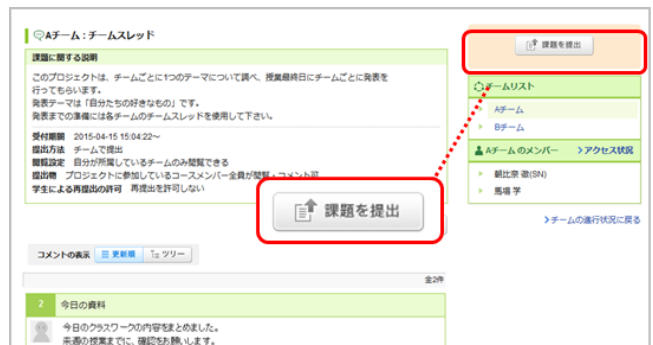 Aチーム : チームスレッド
課題に関する説明
このプロジェクトは、チームごとに1つのテーマについて調べ、授業最終日にチームごとに発表を
行ってもらいます。
発表テーマは「自分たちの好きなもの」です。
発表までの準備には各チームのチームスレッドを使用して下さい。
受付期間 2015-04-15 15:04:22～
提出方法 チームで提出
閲覧設定 自分が所属しているチームのみ閲覧できる
提出物 プロジェクトに参加しているコースメンバー全員が閲覧・コメント可
学生による再提出の許可 再提出を許可しない
課題を提出
コメントの表示 更新順 ツリー
全2件
2 今日の資料
今日のクラスワークの内容をまとめました。
来週の授業までに、確認をお願いします。
課題を提出
チームリスト
Aチーム
Bチーム
Aチームのメンバー アクセス状況
朝比奈 徹(SN)
馬場 学
チームの進行状況に戻る